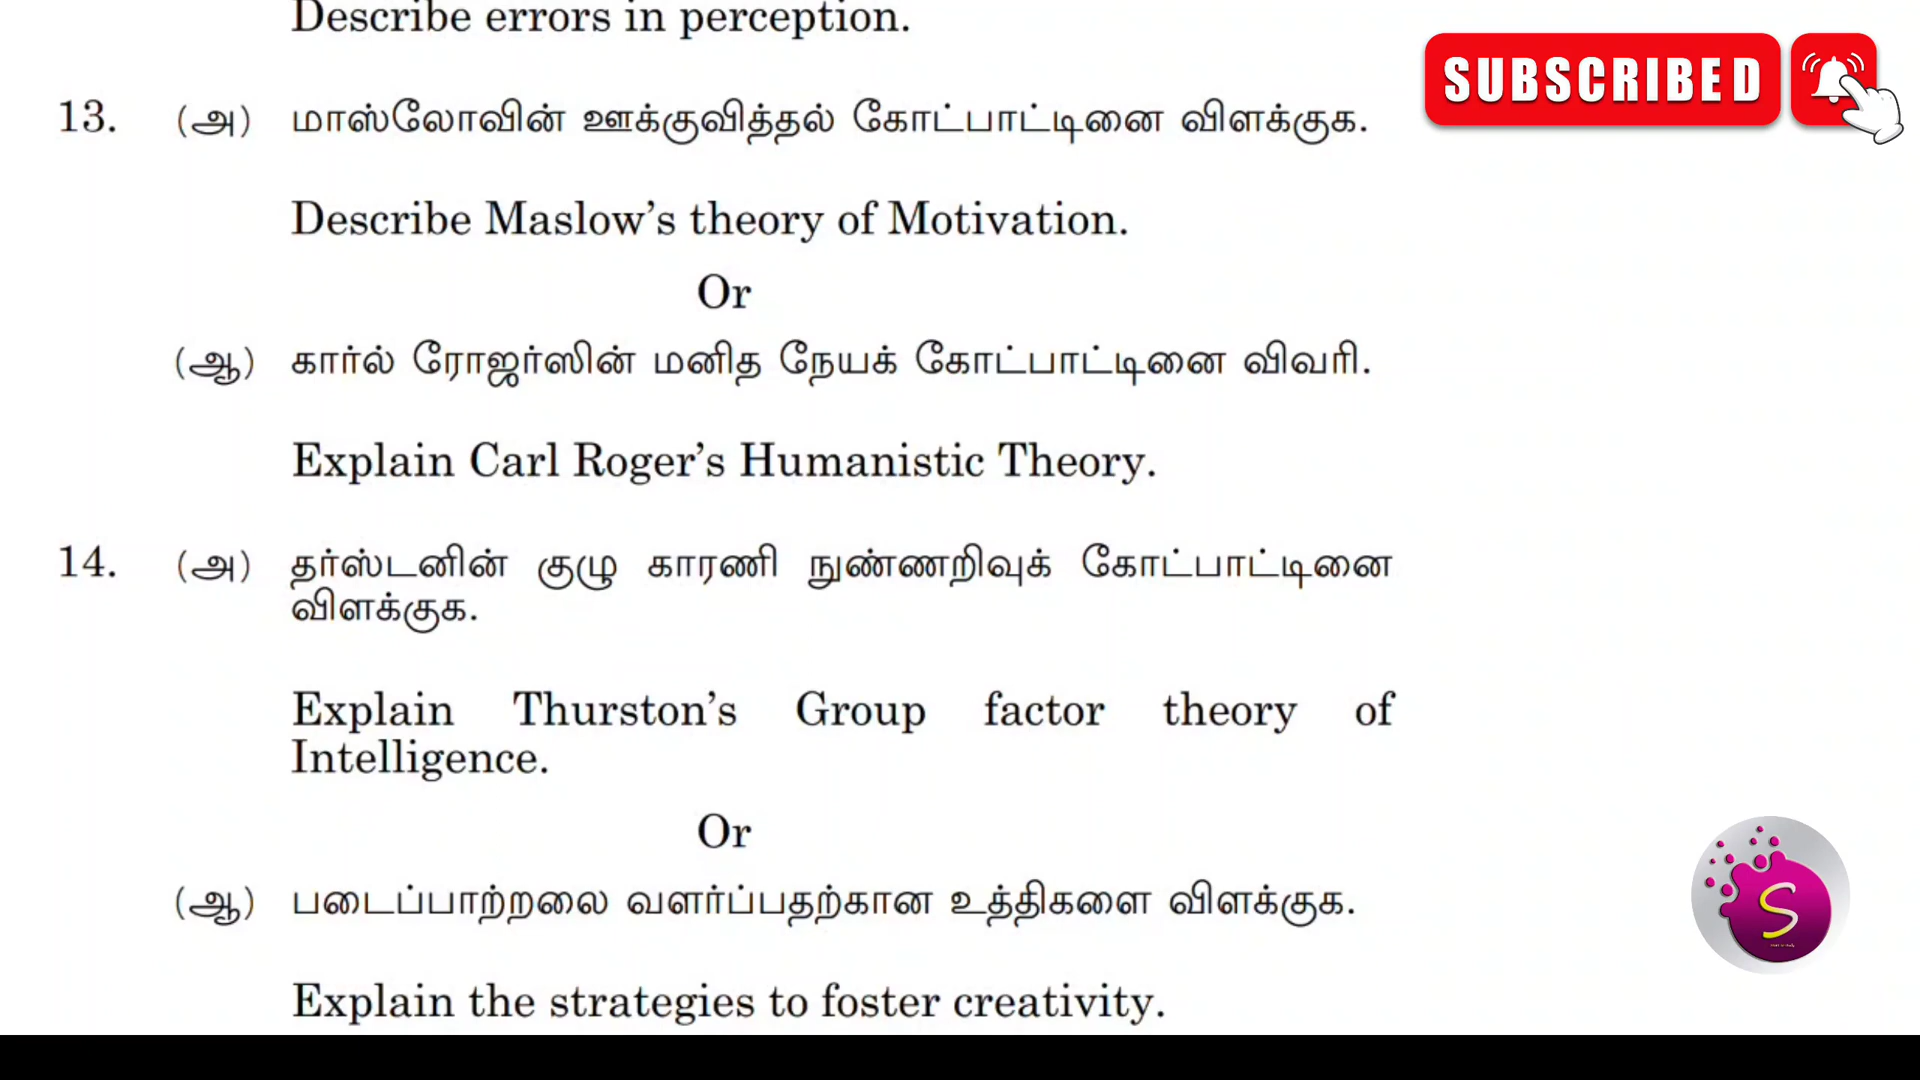 Describe errors in perception.
SUBSCRIBED
13. (அ) மாஸ்லோவின் ஊக்குவித்தல் கோட்பாட்டினை விளக்குக.
Describe Maslow’s theory of Motivation.
Or
(ஆ) கார்ல் ரோஜர்ஸின் மனித நேயக் கோட்பாட்டினை விவரி.
Explain Carl Roger’s Humanistic Theory.
14. (அ) தர்ஸ்டனின் குழு காரணி நுண்ணறிவுக் கோட்பாட்டினை
விளக்குக.
Explain Thurston’s Group factor theory of
Intelligence.
Or
(ஆ) படைப்பாற்றலை வளர்ப்பதற்கான உத்திகளை விளக்குக.
S
Explain the strategies to foster creativity.